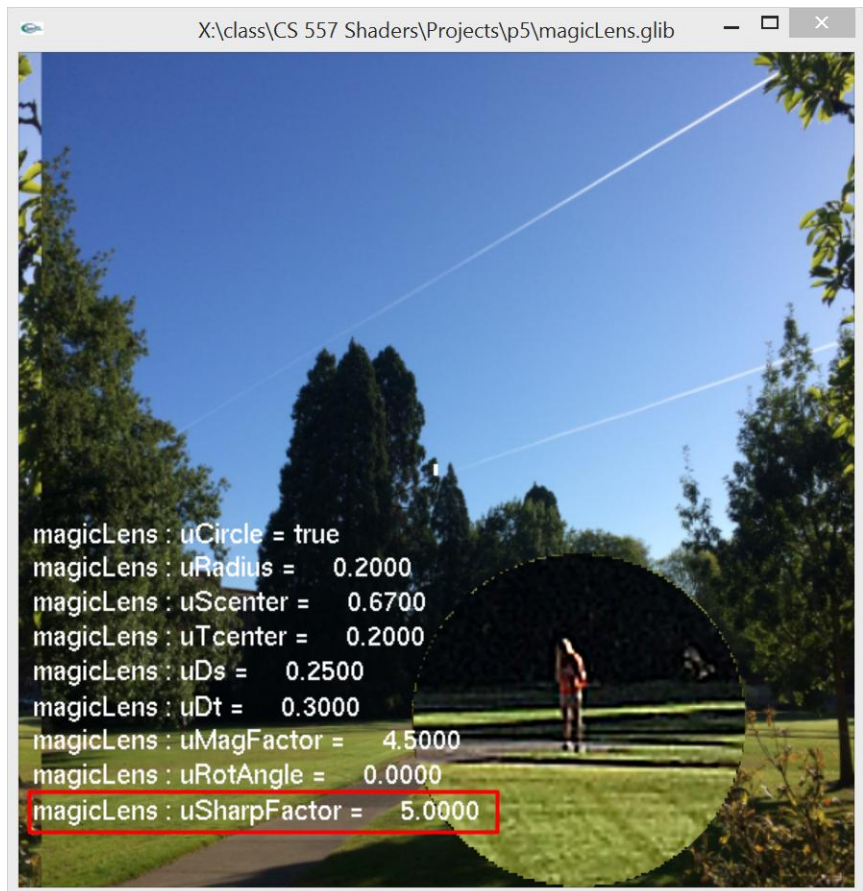 X:\class\CS 557 Shaders\Projects\p5\magicLens.glib
magicLens : uCircle = true
magicLens : uRadius = 0.2000
magicLens : uScenter = 0.6700
magicLens : uTcenter = 0.2000
magicLens : uDs = 0.2500
magicLens : uDt = 0.3000
magicLens : uMagFactor = 4.5000
magicLens : uRotAngle = 0.0000
magicLens : uSharpFactor = 5.0000